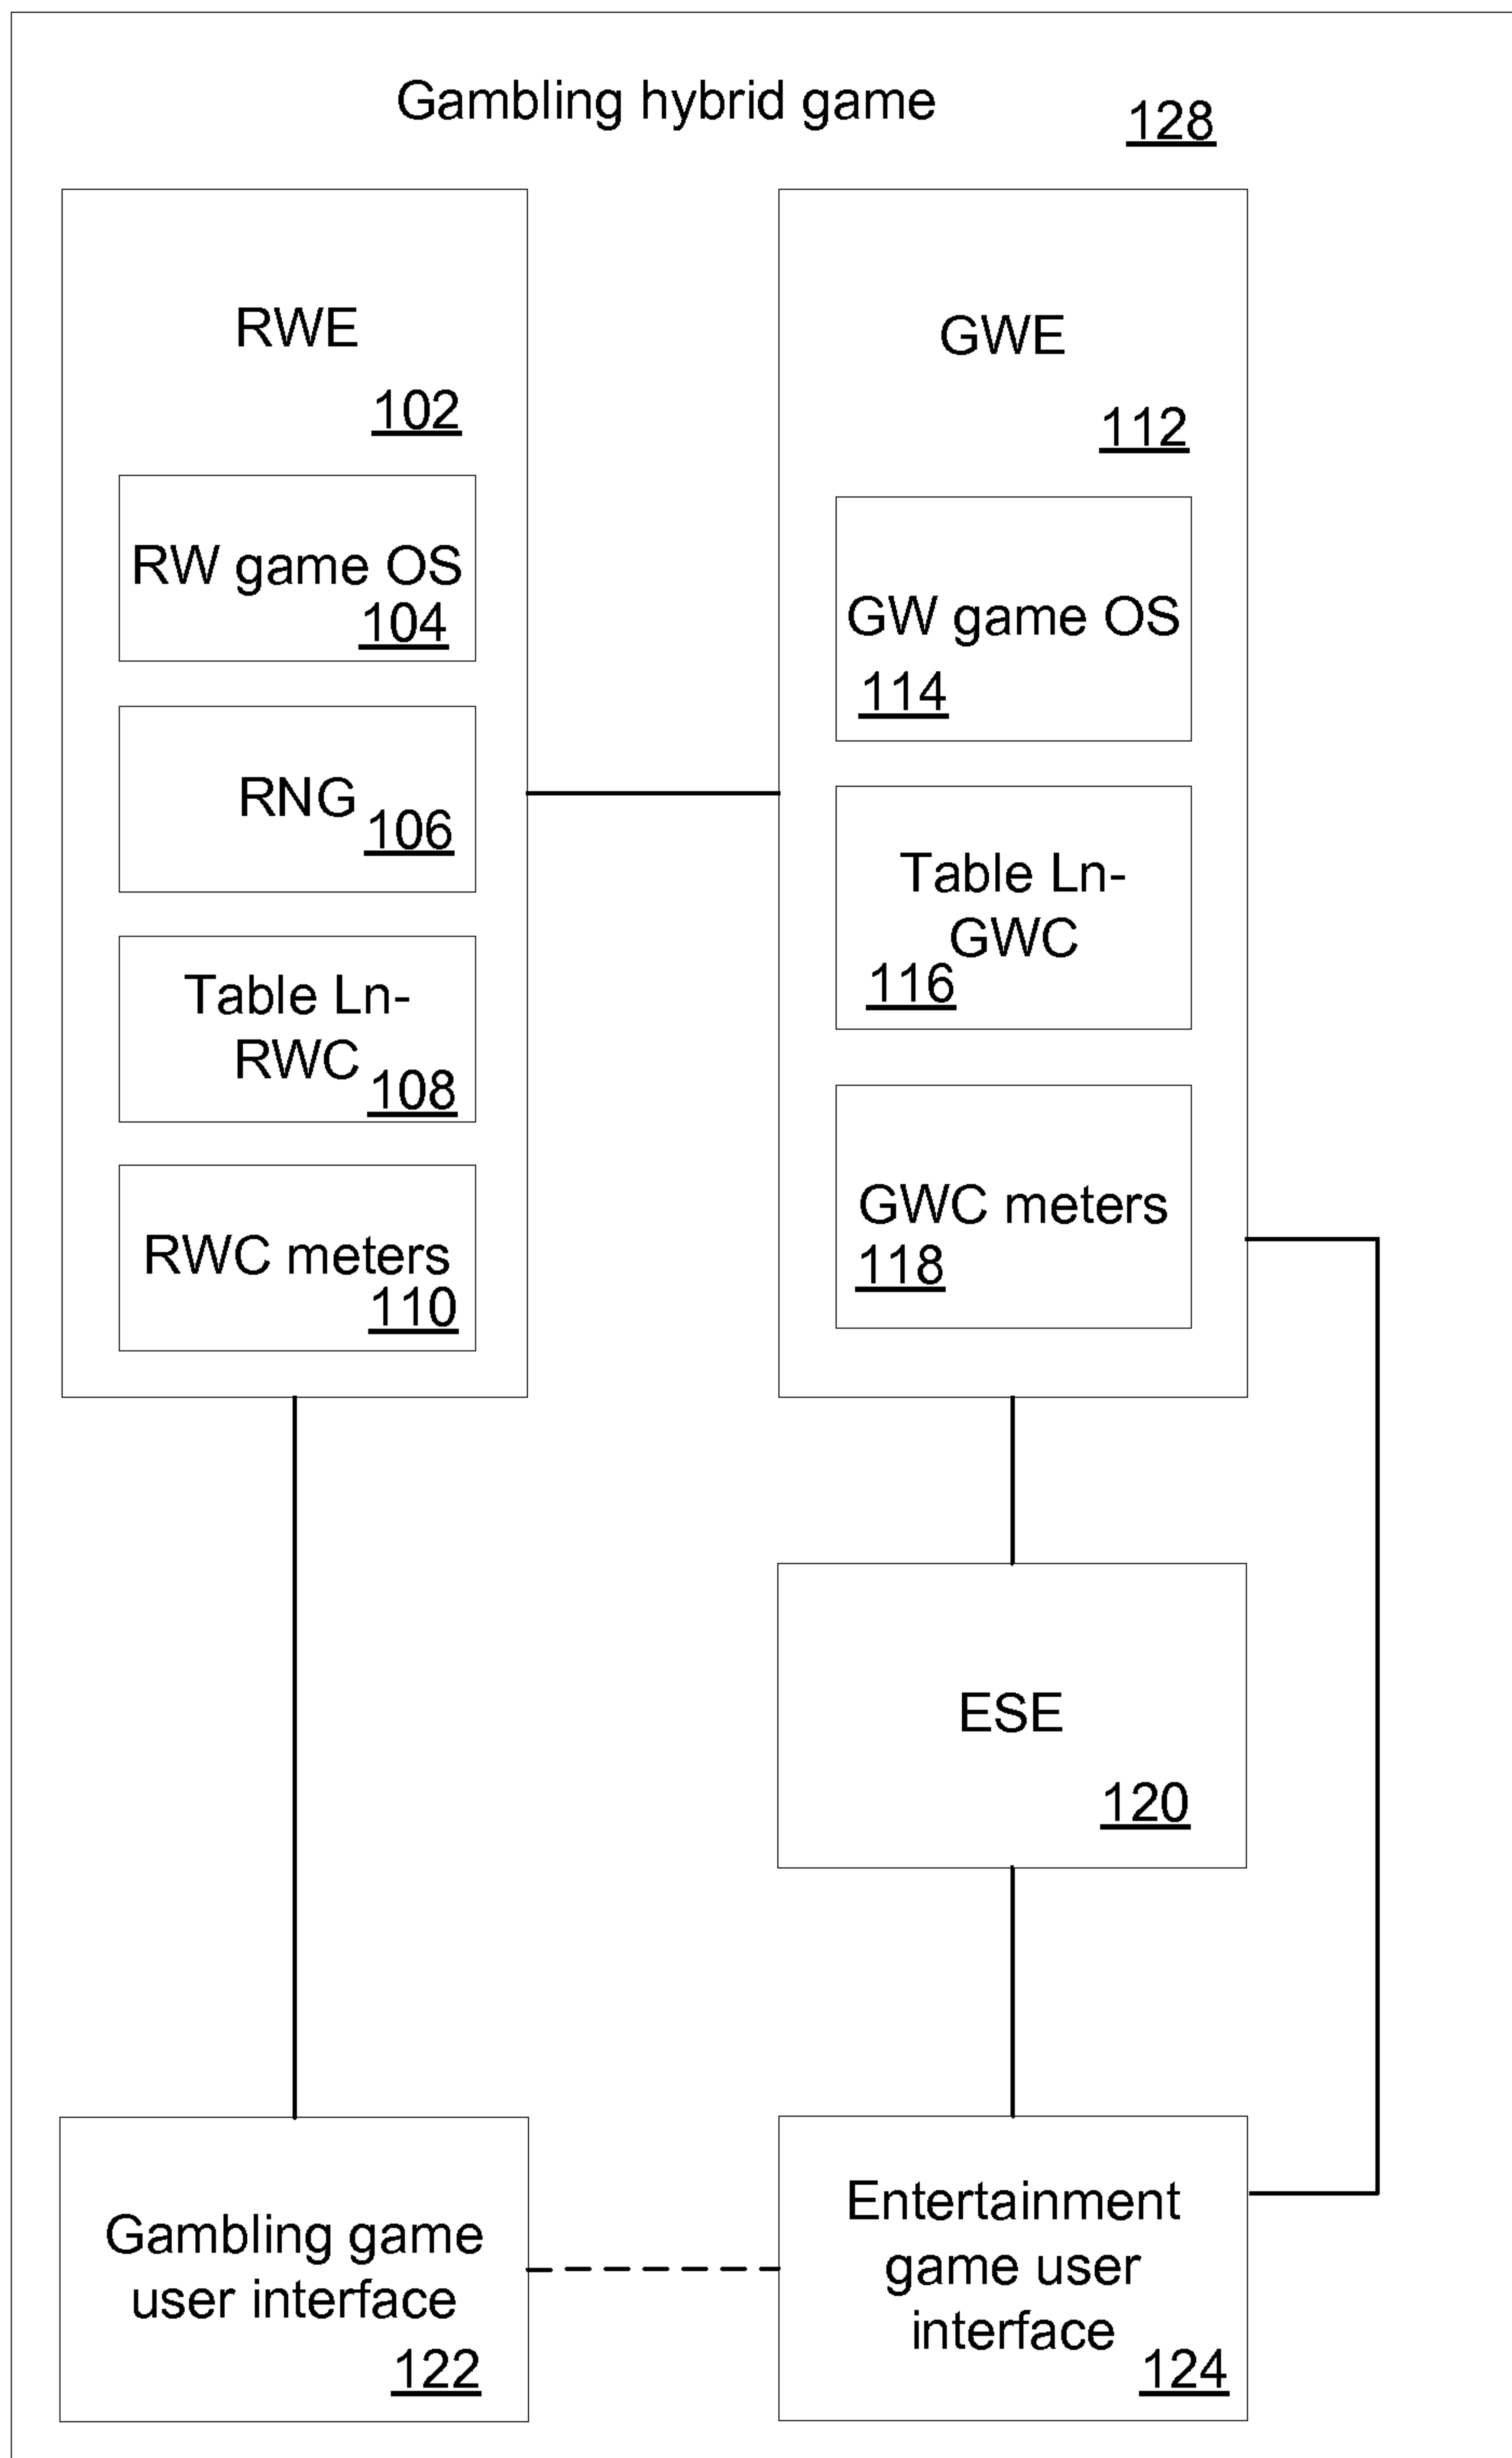 Gambling hybrid game
128
RWE
102
RW game OS
104
RNG
106
Table Ln-
RWC
108
RWC meters
110
GWE
112
GW game OS
114
Table Ln-
GWC
116
GWC meters
118
ESE
120
Gambling game
user interface
122
Entertainment
game user
interface
124